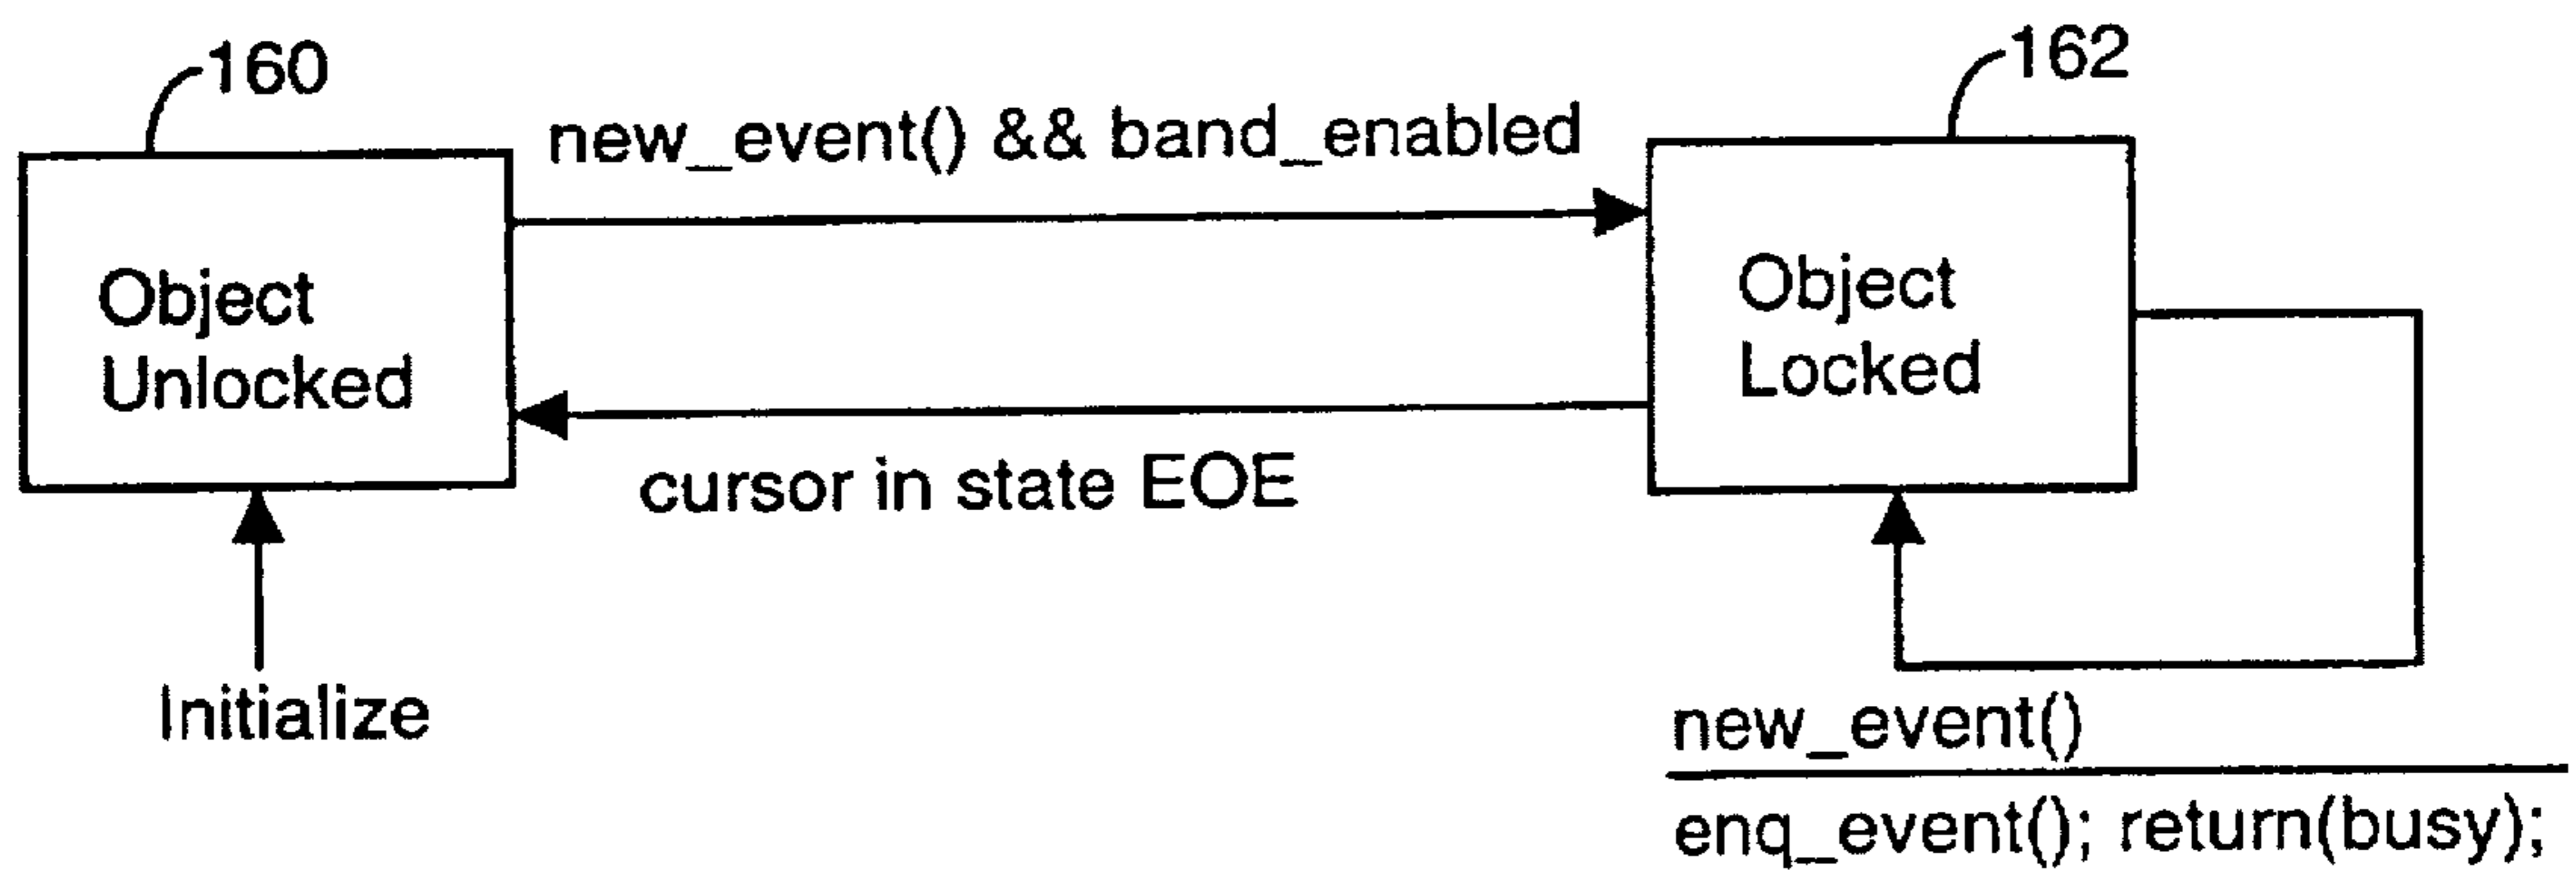 160
162
new_event() && band_enabled
Object
Unlocked
Object
Locked
cursor in state EOE
Initialize
new_event()
enq_event(); return(busy);